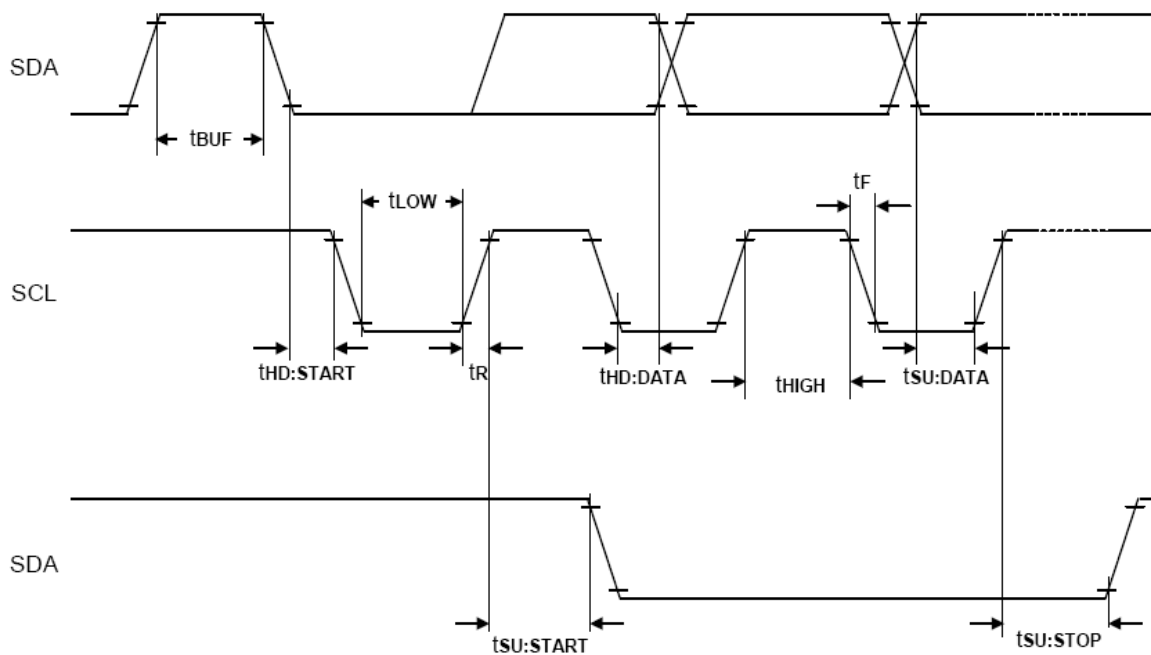 SDA
tBUF
tLOW
tF
SCL
tHD:START
tR
tHD:DATA
tHIGH
tSU:DATA
SDA
tSU:START
tSU:STOP